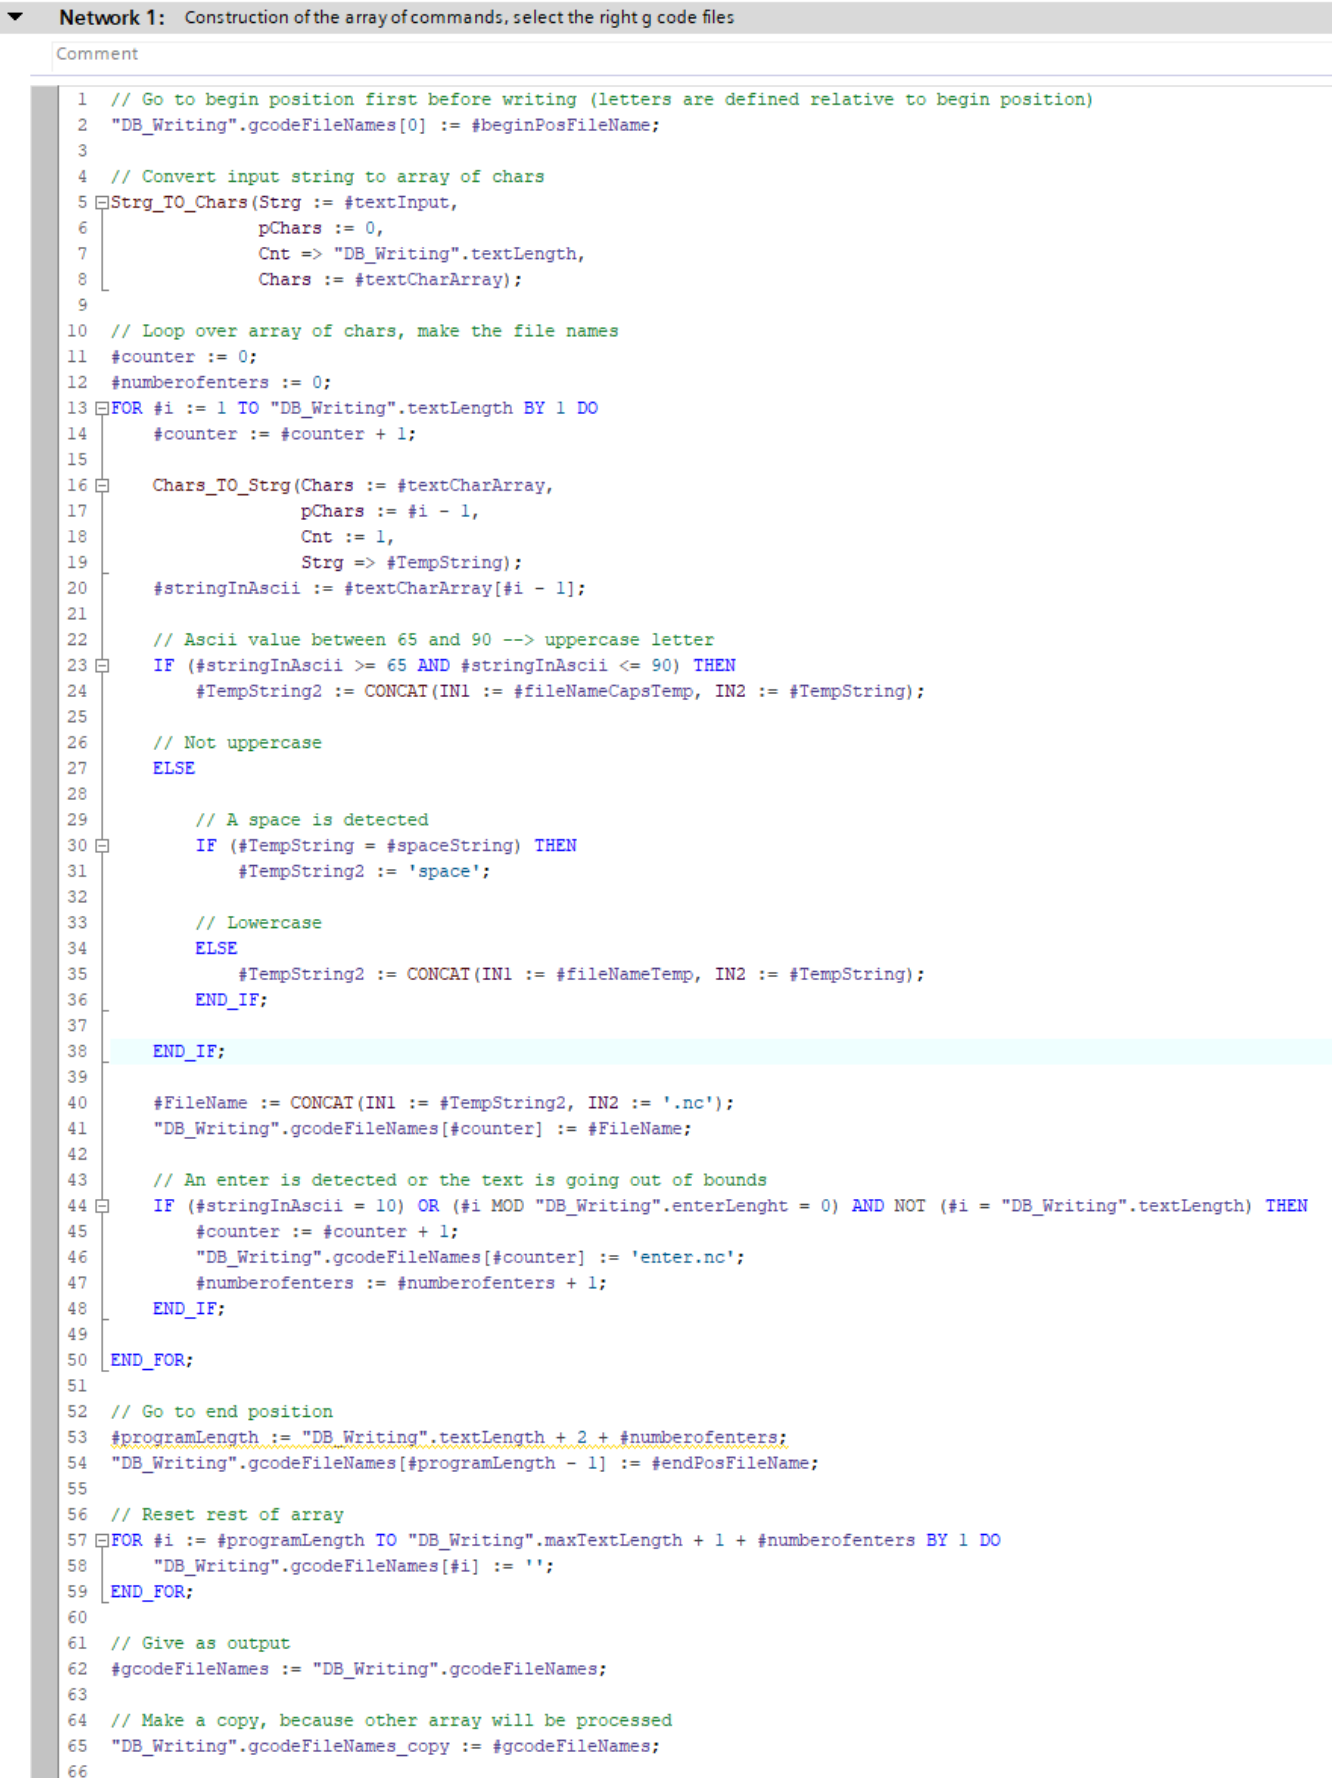 Network 1: Construction of the array of commands, select the right g code files
Comment
1 // Go to begin position first before writing (letters are defined relative to begin position)
2 "DB_Writing".gcodeFileNames[0] := #beginPosFileName;
3
4 // Convert input string to array of chars
5 Strg_TO_Chars(Strg := #textInput,
6 pChars := 0,
7 Cnt => "DB_Writing".textLength,
8 Chars := #textCharArray);
9
10 // Loop over array of chars, make the file names
11 #counter := 0;
12 #numberofenters := 0;
13 FOR #i := 1 TO "DB_Writing".textLength BY 1 DO
14 #counter := #counter + 1;
15
16 Chars_TO_Strg(Chars := #textCharArray,
17 pChars := #i - 1,
18 Cnt := 1,
19 Strg => #TempString);
20 #stringInAscii := #textCharArray[#i - 1];
21
22 // Ascii value between 65 and 90 --> uppercase letter
23 IF (#stringInAscii >= 65 AND #stringInAscii <= 90) THEN
24 #TempString2 := CONCAT(IN1 := #fileNameCapsTemp, IN2 := #TempString);
25
26 // Not uppercase
27 ELSE
28
29 // A space is detected
30 IF (#TempString = #spaceString) THEN
31 #TempString2 := 'space';
32
33 // Lowercase
34 ELSE
35 #TempString2 := CONCAT(IN1 := #fileNameTemp, IN2 := #TempString);
36 END_IF;
37
38 END_IF;
39
40 #FileName := CONCAT(IN1 := #TempString2, IN2 := '.nc');
41 "DB_Writing".gcodeFileNames[#counter] := #FileName;
42
43 // An enter is detected or the text is going out of bounds
44 IF (#stringInAscii = 10) OR (#i MOD "DB_Writing".enterLenght = 0) AND NOT (#i = "DB_Writing".textLength) THEN
45 #counter := #counter + 1;
46 "DB_Writing".gcodeFileNames[#counter] := 'enter.nc';
47 #numberofenters := #numberofenters + 1;
48 END_IF;
49
50 END_FOR;
51
52 // Go to end position
53 #programLength := "DB_Writing".textLength + 2 + #numberofenters;
54 "DB_Writing".gcodeFileNames[#programLength - 1] := #endPosFileName;
55
56 // Reset rest of array
57 FOR #i := #programLength TO "DB_Writing".maxTextLength + 1 + #numberofenters BY 1 DO
58 "DB_Writing".gcodeFileNames[#i] := '';
59 END_FOR;
60
61 // Give as output
62 #gcodeFileNames := "DB_Writing".gcodeFileNames;
63
64 // Make a copy, because other array will be processed
65 "DB_Writing".gcodeFileNames_copy := #gcodeFileNames;
66